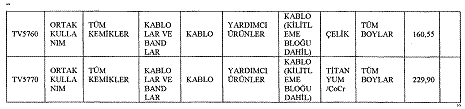 TV5760 ORTAK KULLA NIM TÜM KEMİKLER KABLO LAR VE BAND LAR KABLO YARDIMCI ÜRÜNLER KABLO (KİLİTL EME BLOĞU DAHİL) ÇELİK TÜM BOYLAR 160,55
TV5770 ORTAK KULLA NIM TÜM KEMİKLER KABLO LAR VE BAND LAR KABLO YARDIMCI ÜRÜNLER KABLO (KİLİTL EME BLOĞU DAHİL) TİTAN YUM /CoCr TÜM BOYLAR 229,90